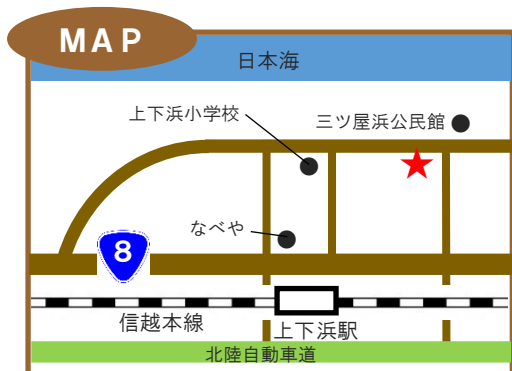 MAP
日本海
上下浜小学校
三ツ屋浜公民館
なべや
8
信越本線
上下浜駅
北陸自動車道